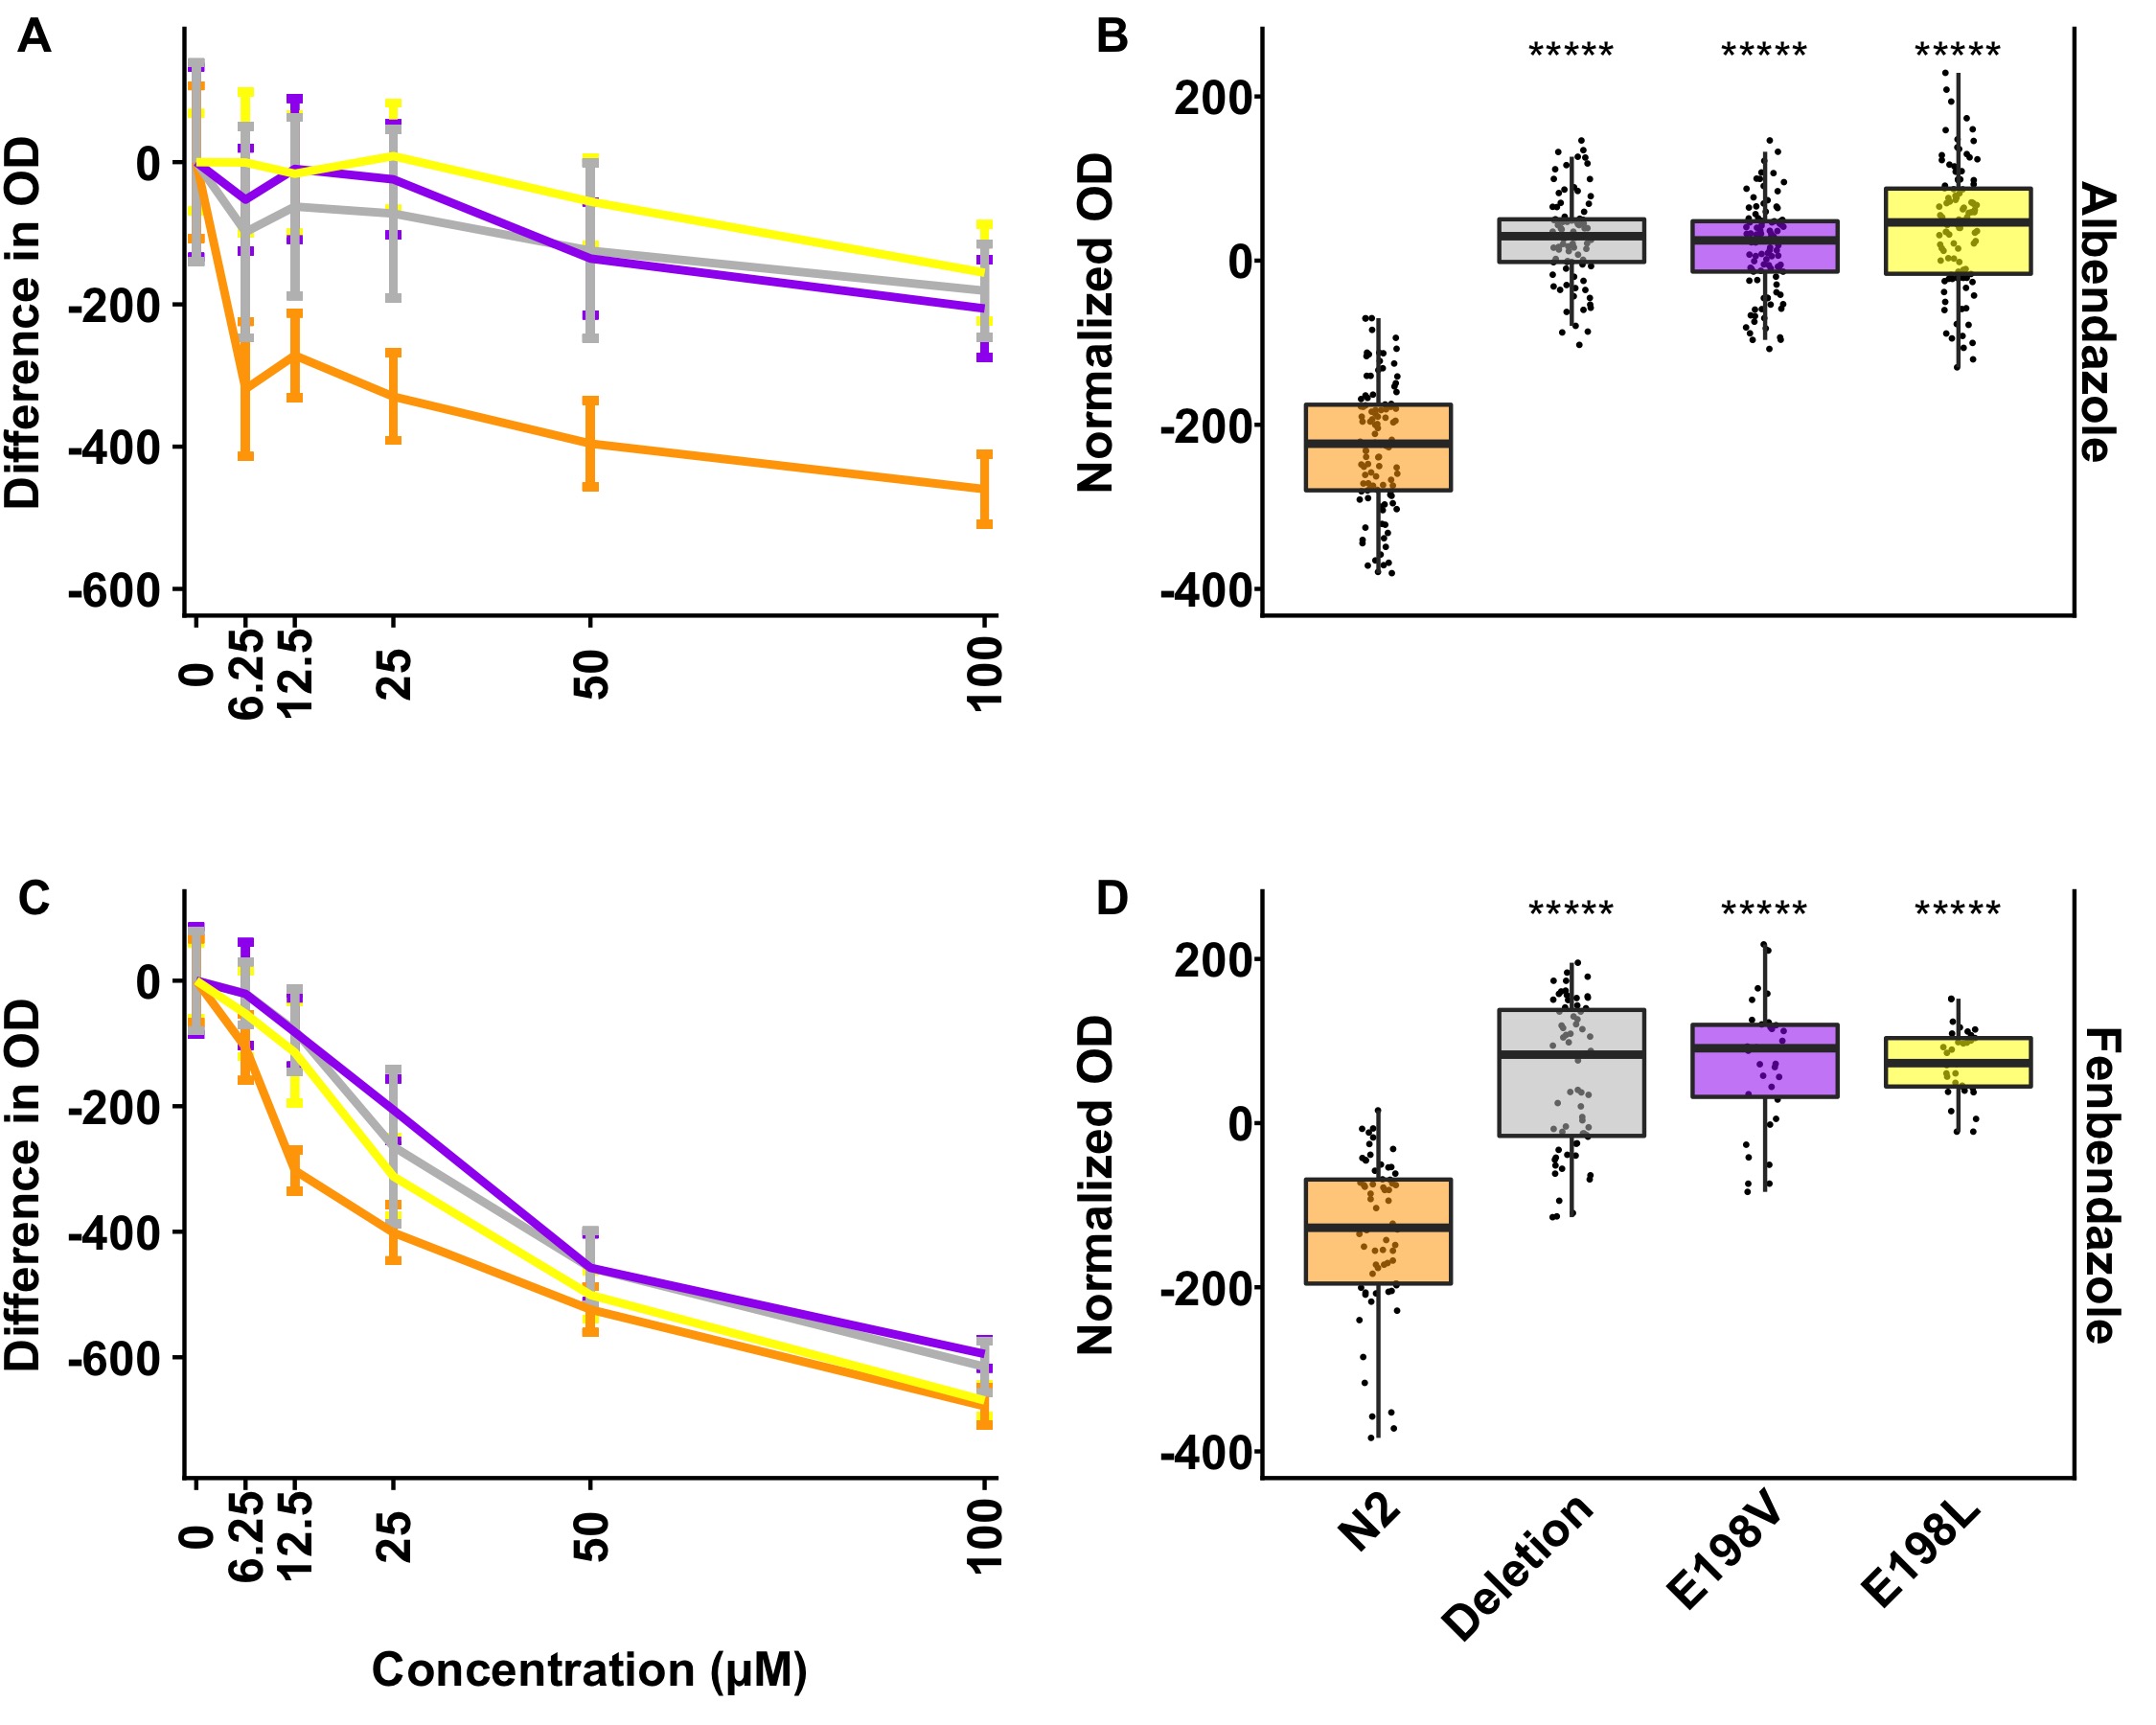 A
Difference in OD
0
-200
-400
-600
0
6.25
12.5
25
50
100
B
Normalized OD
200
0
-200
-400
*****
*****
*****
Albendazole
C
Difference in OD
0
-200
-400
-600
0
6.25
12.5
25
50
100
Concentration (µM)
D
Normalized OD
200
0
-200
-400
*****
*****
*****
N2
Deletion
E198V
E198L
Fenbendazole